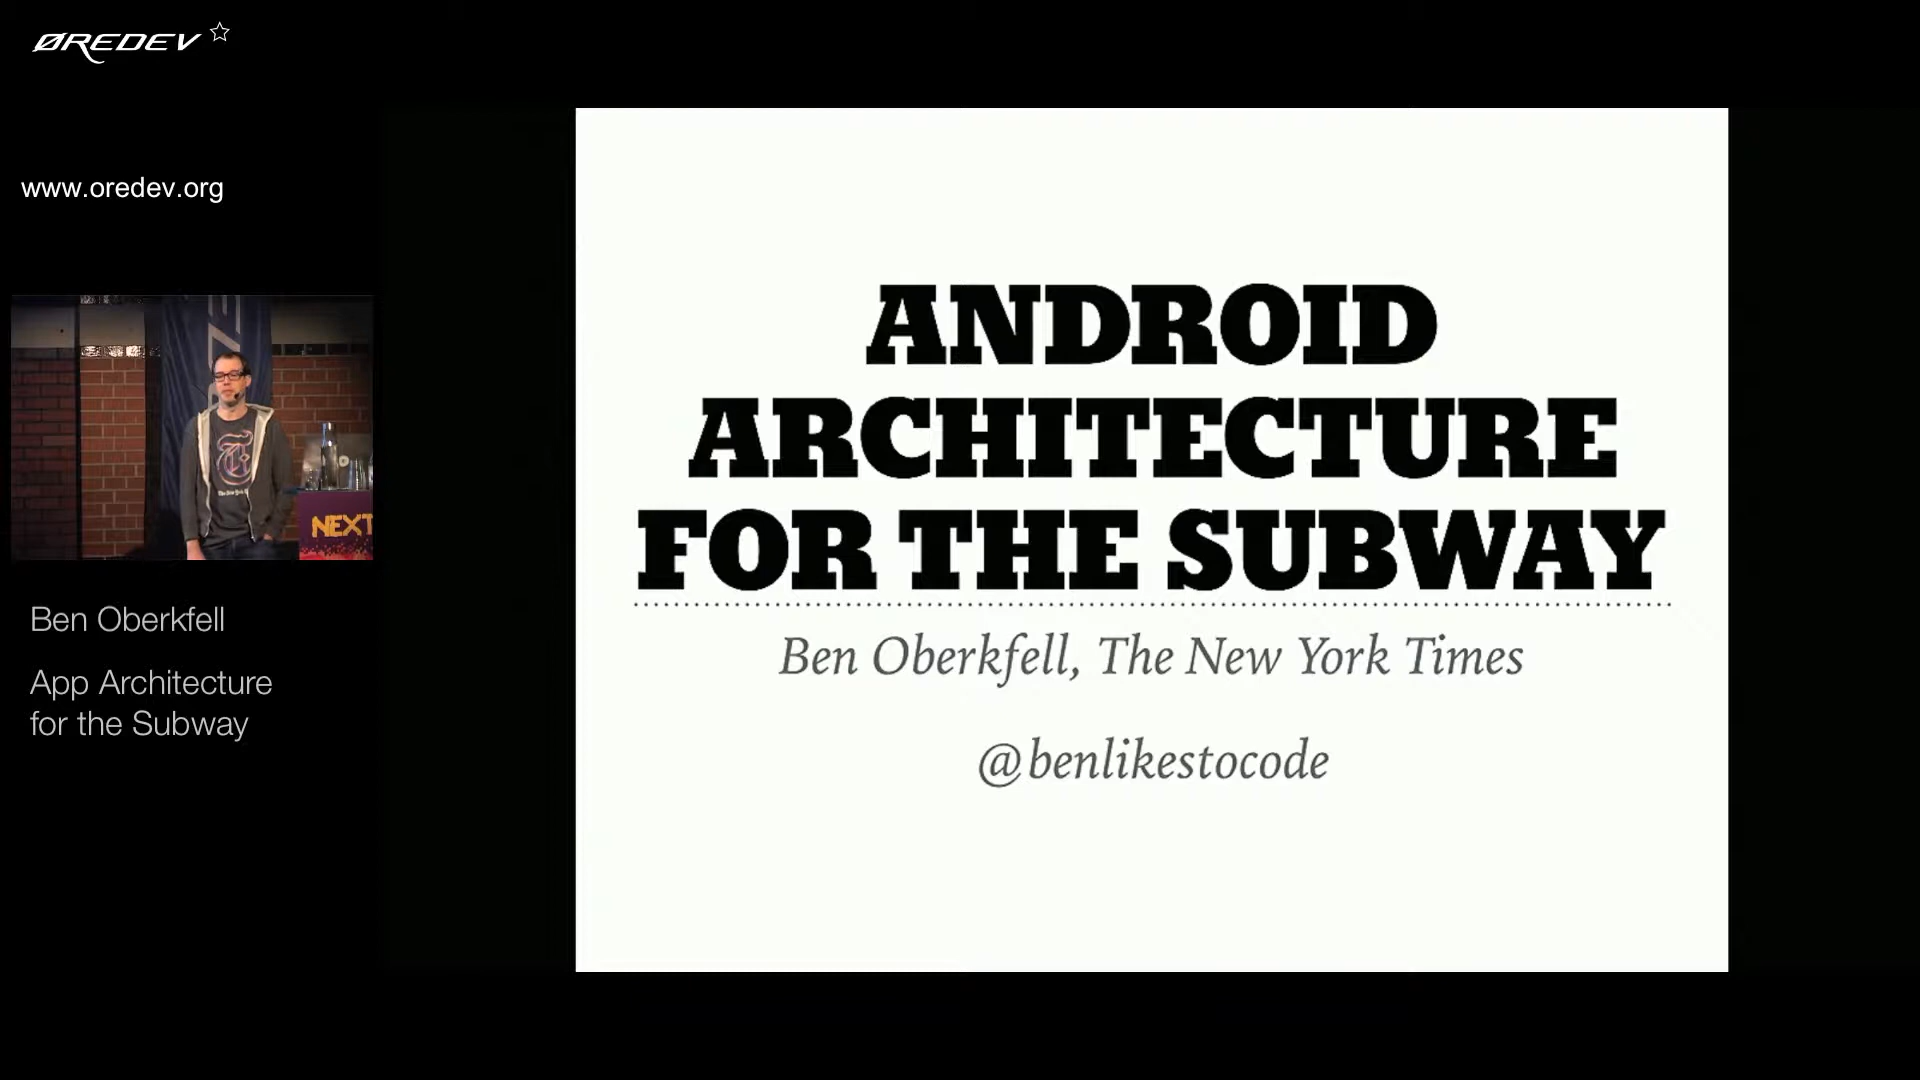 ØREDEV
www.oredev.org
NEXT
Ben Oberkfell
App Architecture
for the Subway
ANDROID
ARCHITECTURE
FOR THE SUBWAY
Ben Oberkfell, The New York Times
@benlikestocode